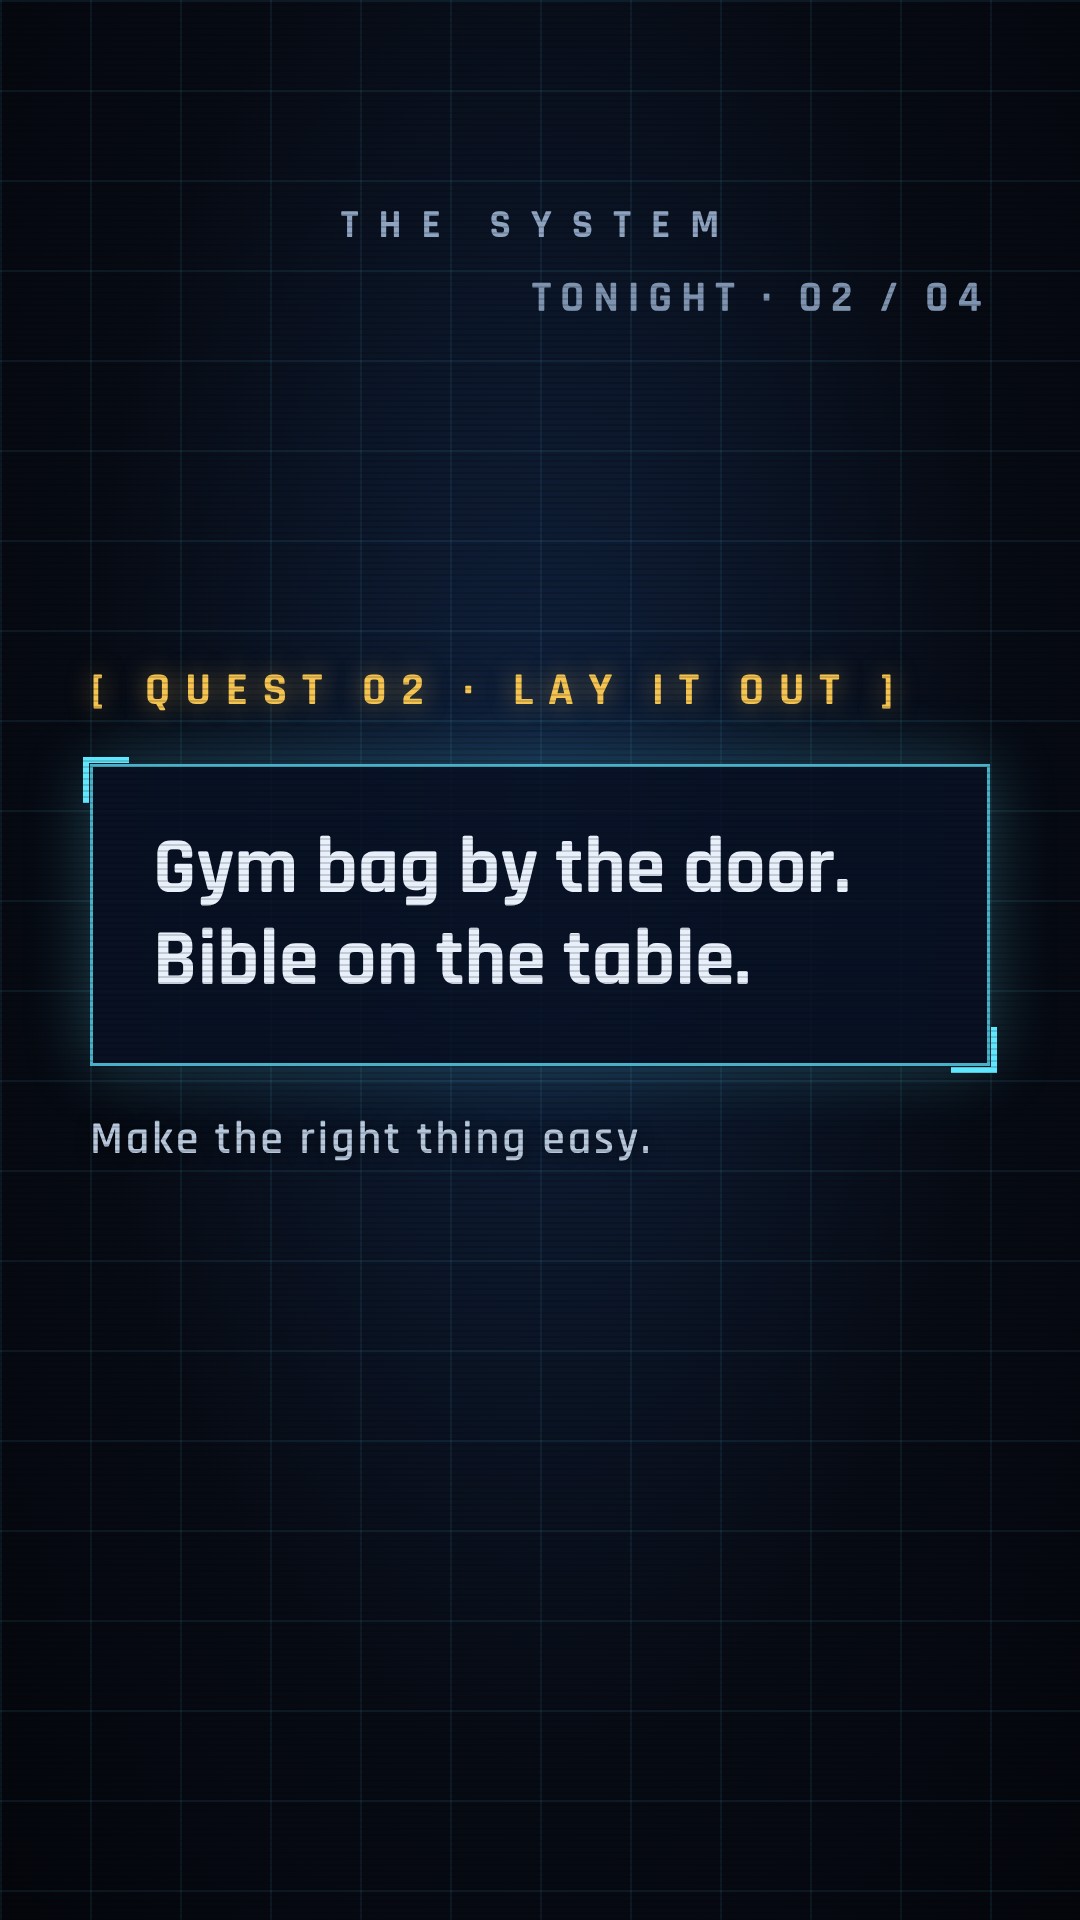 THE SYSTEM
TONIGHT · 02 / 04
[ QUEST 02 · LAY IT OUT ]
Gym bag by the door.
Bible on the table.
Make the right thing easy.